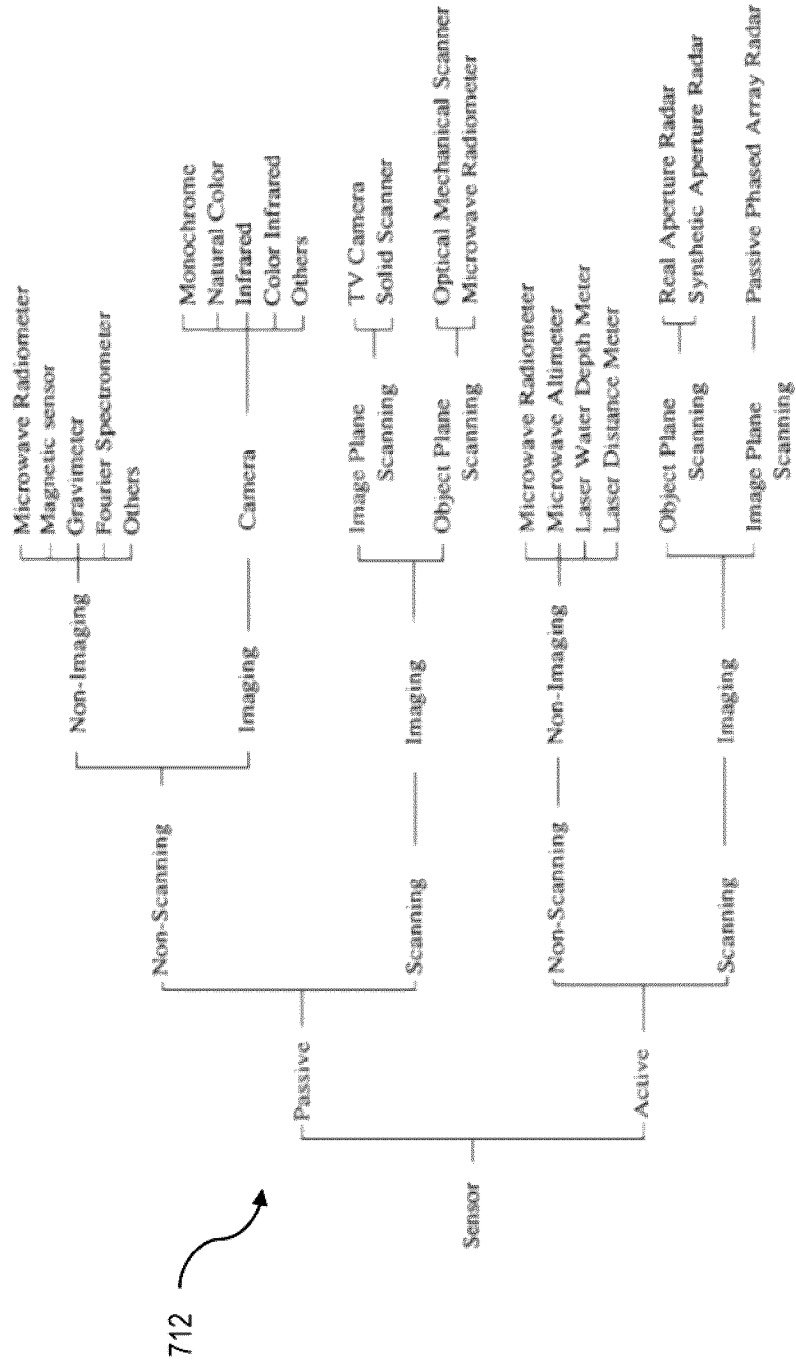 712
Sensor
Passive
Non-Scanning
Non-Imaging
Microwave Radiometer
Magnetic sensor
Gravimeter
Fourier Spectrometer
Others
Imaging
Camera
Monochrome
Natural Color
Infrared
Color Infrared
Others
Scanning
Imaging
Image Plane
Scanning
TV Camera
Solid Scanner
Object Plane
Scanning
Optical Mechanical Scanner
Microwave Radiometer
Active
Non-Scanning
Non-Imaging
Microwave Radiometer
Microwave Altimeter
Laser Water Depth Meter
Laser Distance Meter
Scanning
Imaging
Object Plane
Scanning
Real Aperture Radar
Synthetic Aperture Radar
Image Plane
Scanning
Passive Phased Array Radar